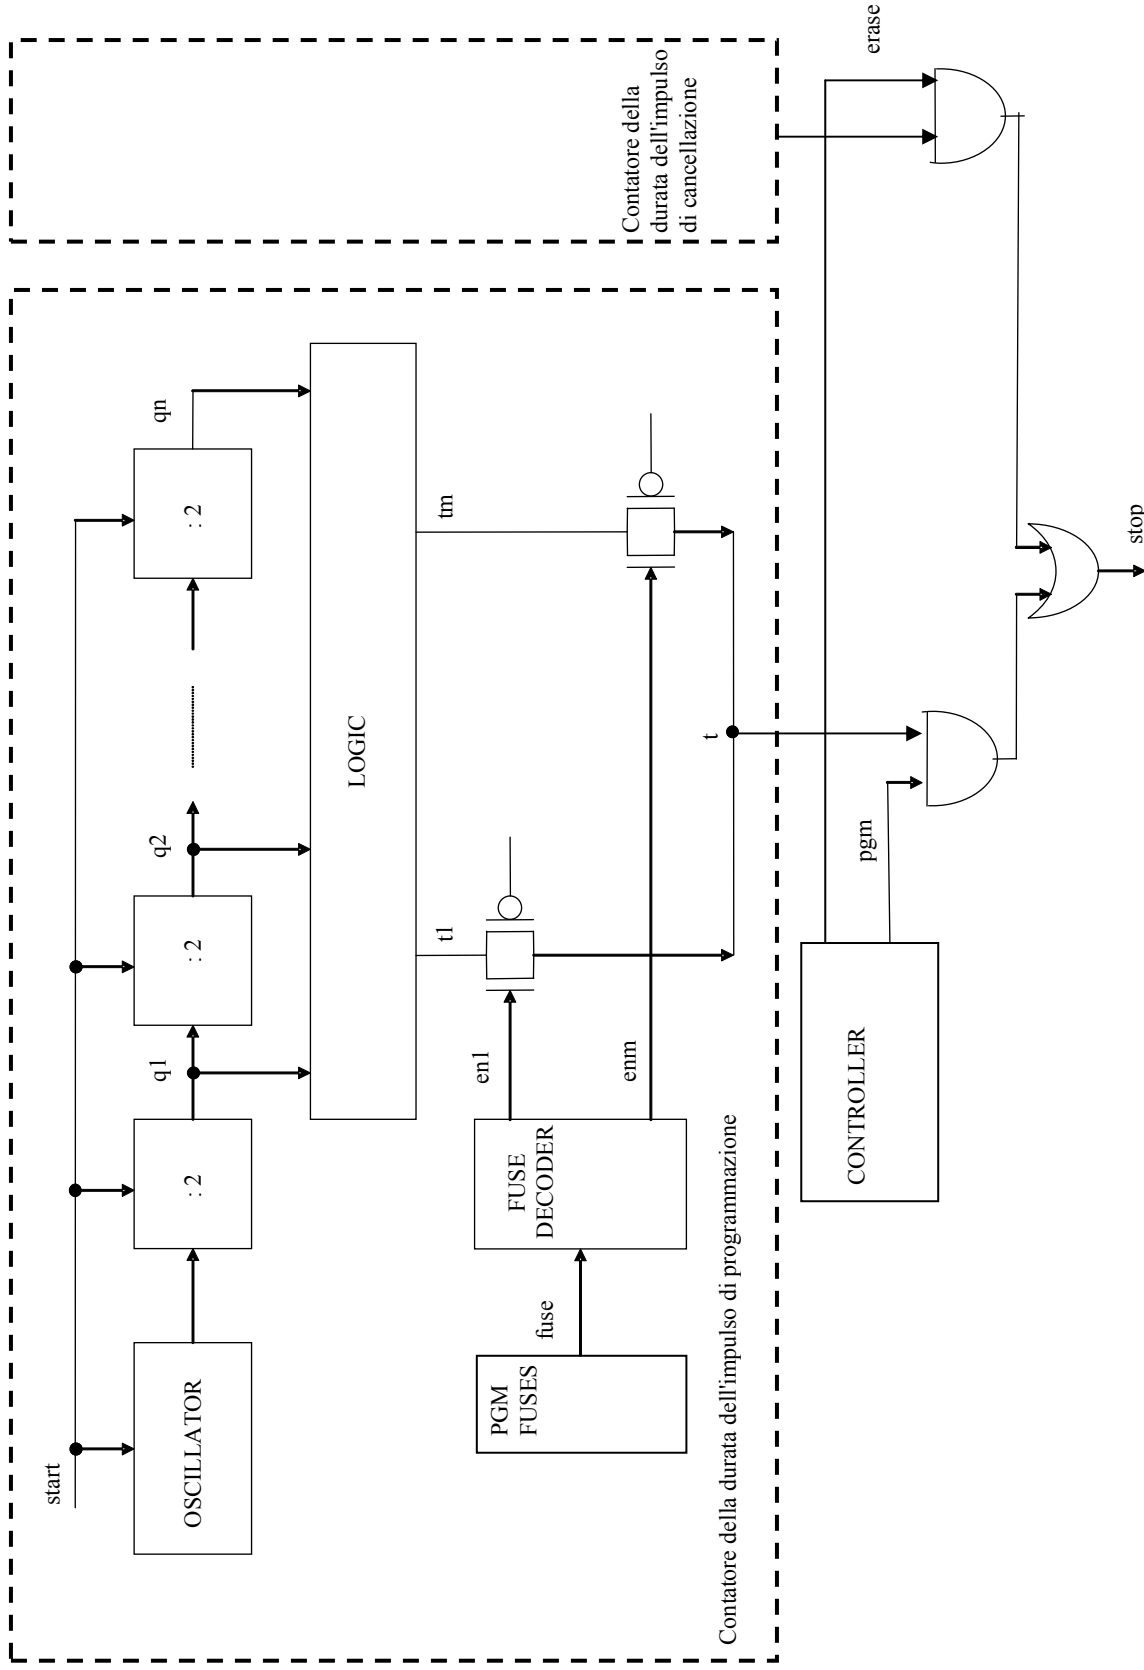 start
OSCILLATOR
: 2
q1
: 2
q2
: 2
qn
LOGIC
PGM
FUSES
fuse
FUSE
DECODER
en1
enm
t1
tm
t
Contatore della durata dell'impulso di programmazione
Contatore della
durata dell'impulso
di cancellazione
CONTROLLER
pgm
erase
stop